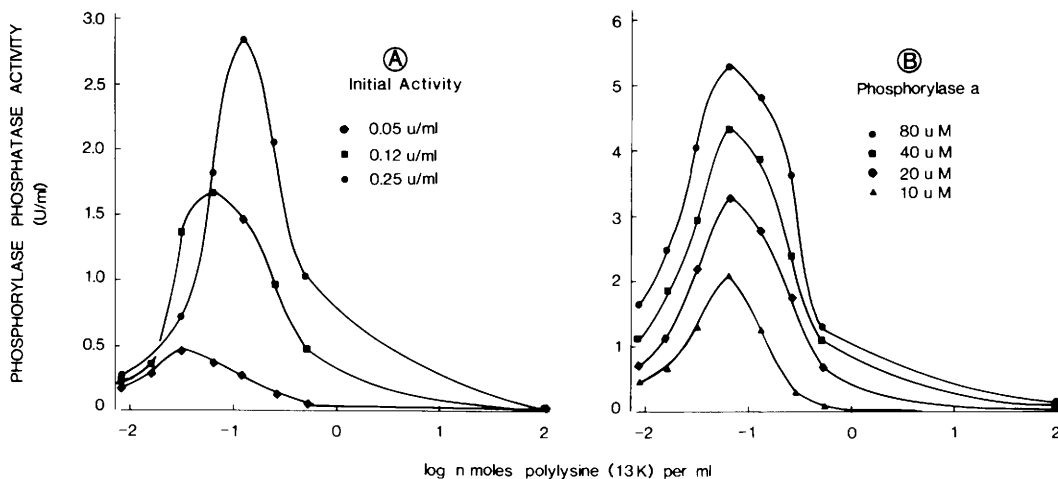 PHOSPHORYLASE PHOSPHATASE ACTIVITY
(U/ml)
3.0
2.5
2.0
1.5
1.0
0.5
0
-2
-1
0
1
2
A
Initial Activity
0.05 u/ml
0.12 u/ml
0.25 u/ml
6
5
4
3
2
1
0
-2
-1
0
1
2
B
Phosphorylase a
80 u M
40 u M
20 u M
10 u M
log n moles polylysine (13K) per ml